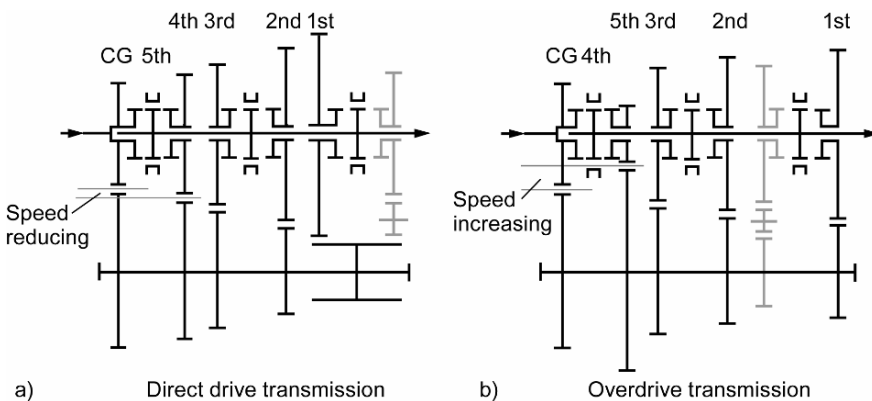 4th 3rd 2nd 1st
CG 5th
Speed
reducing
a) Direct drive transmission
5th 3rd 2nd 1st
CG 4th
Speed
increasing
b) Overdrive transmission